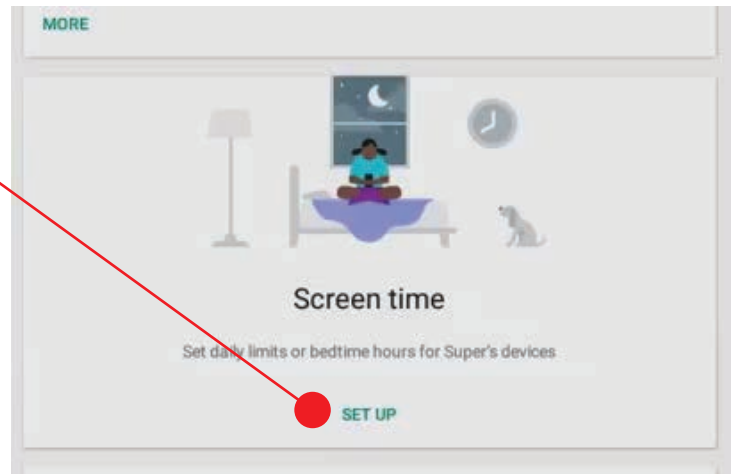 MORE
Screen time
Set daily limits or bedtime hours for Super's devices
SET UP